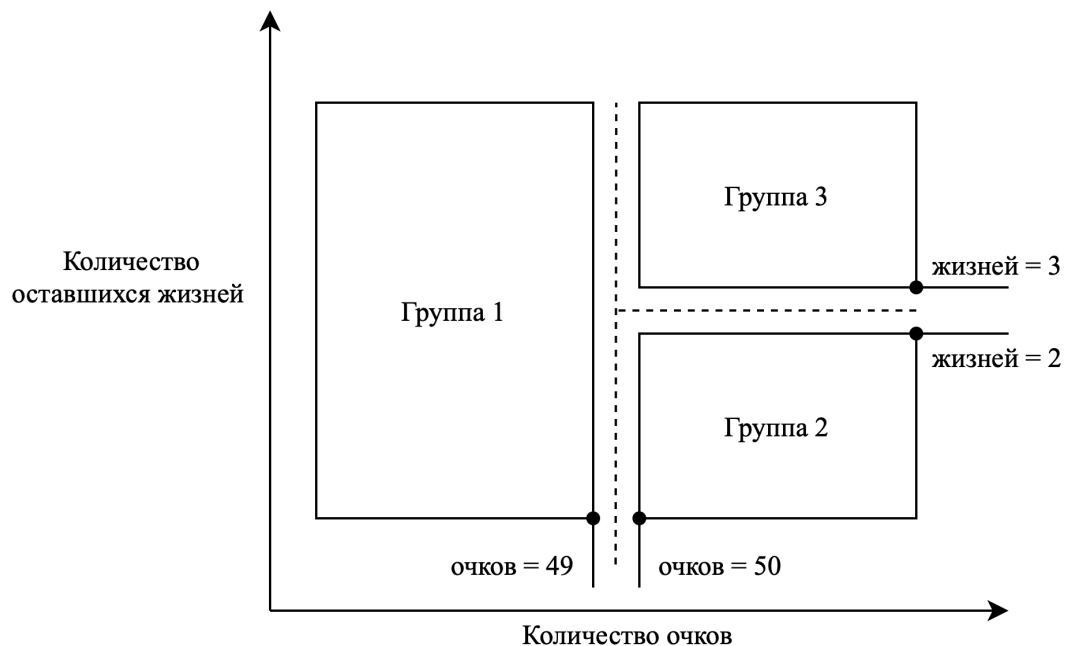 Группа 3
Количество
оставшихся жизней
жизней = 3
Группа 1
жизней = 2
Группа 2
очков = 49
очков = 50
Количество очков